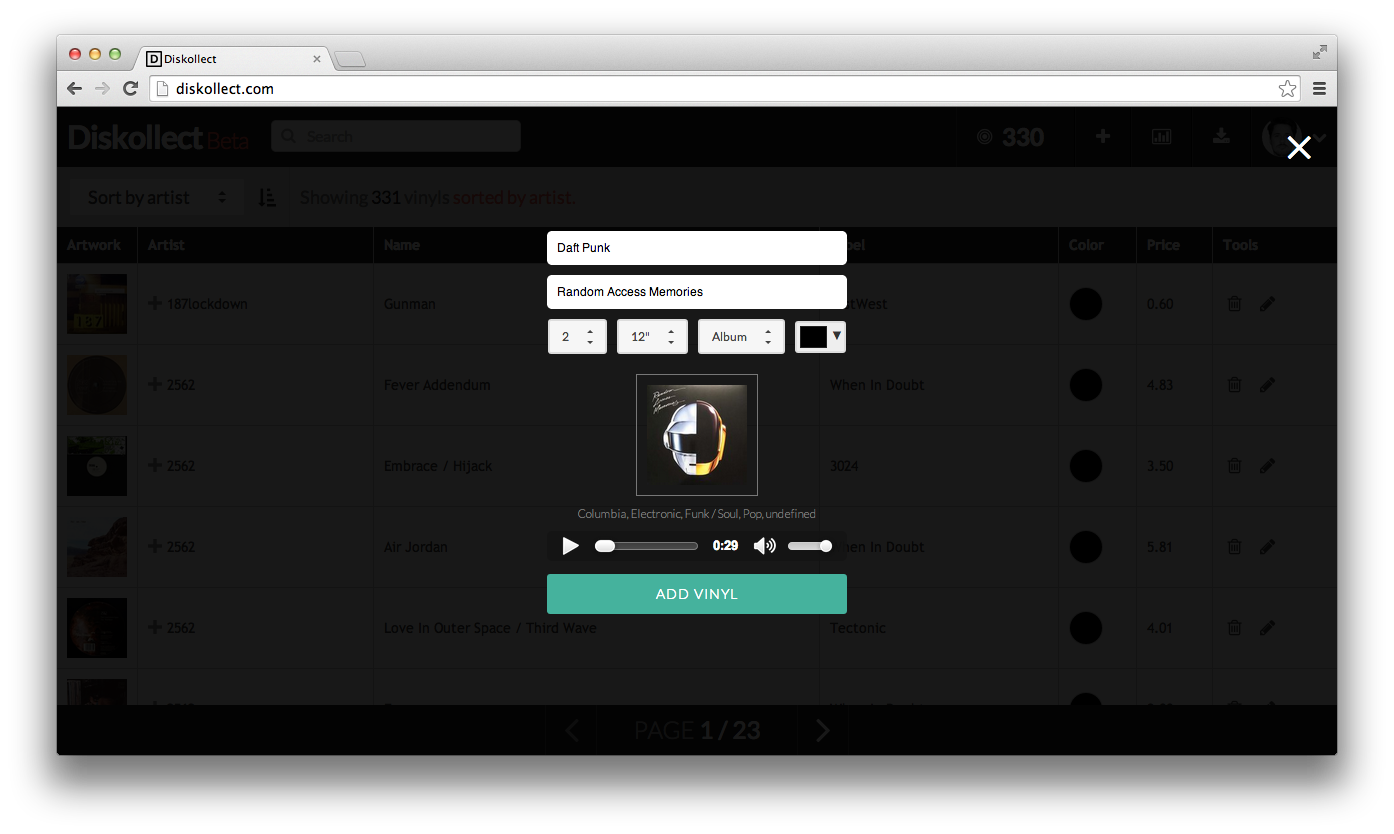 D Diskollect
diskollect.com
Diskollect Beta
Search
330
Sort by artist
Showing 331 vinyls sorted by artist.
Artwork Artist Name bel Color Price Tools
Daft Punk
Random Access Memories
187lockdown Gunman tWest 0.60
2 12" Album
2562 Fever Addendum When In Doubt 4.83
Random
Access
Memories
2562 Embrace / Hijack 3024 3.50
Columbia, Electronic, Funk / Soul, Pop, undefined
2562 Air Jordan hen In Doubt 5.81
0:29
ADD VINYL
2562 Love In Outer Space / Third Wave Tectonic 4.01
PAGE 1 / 23